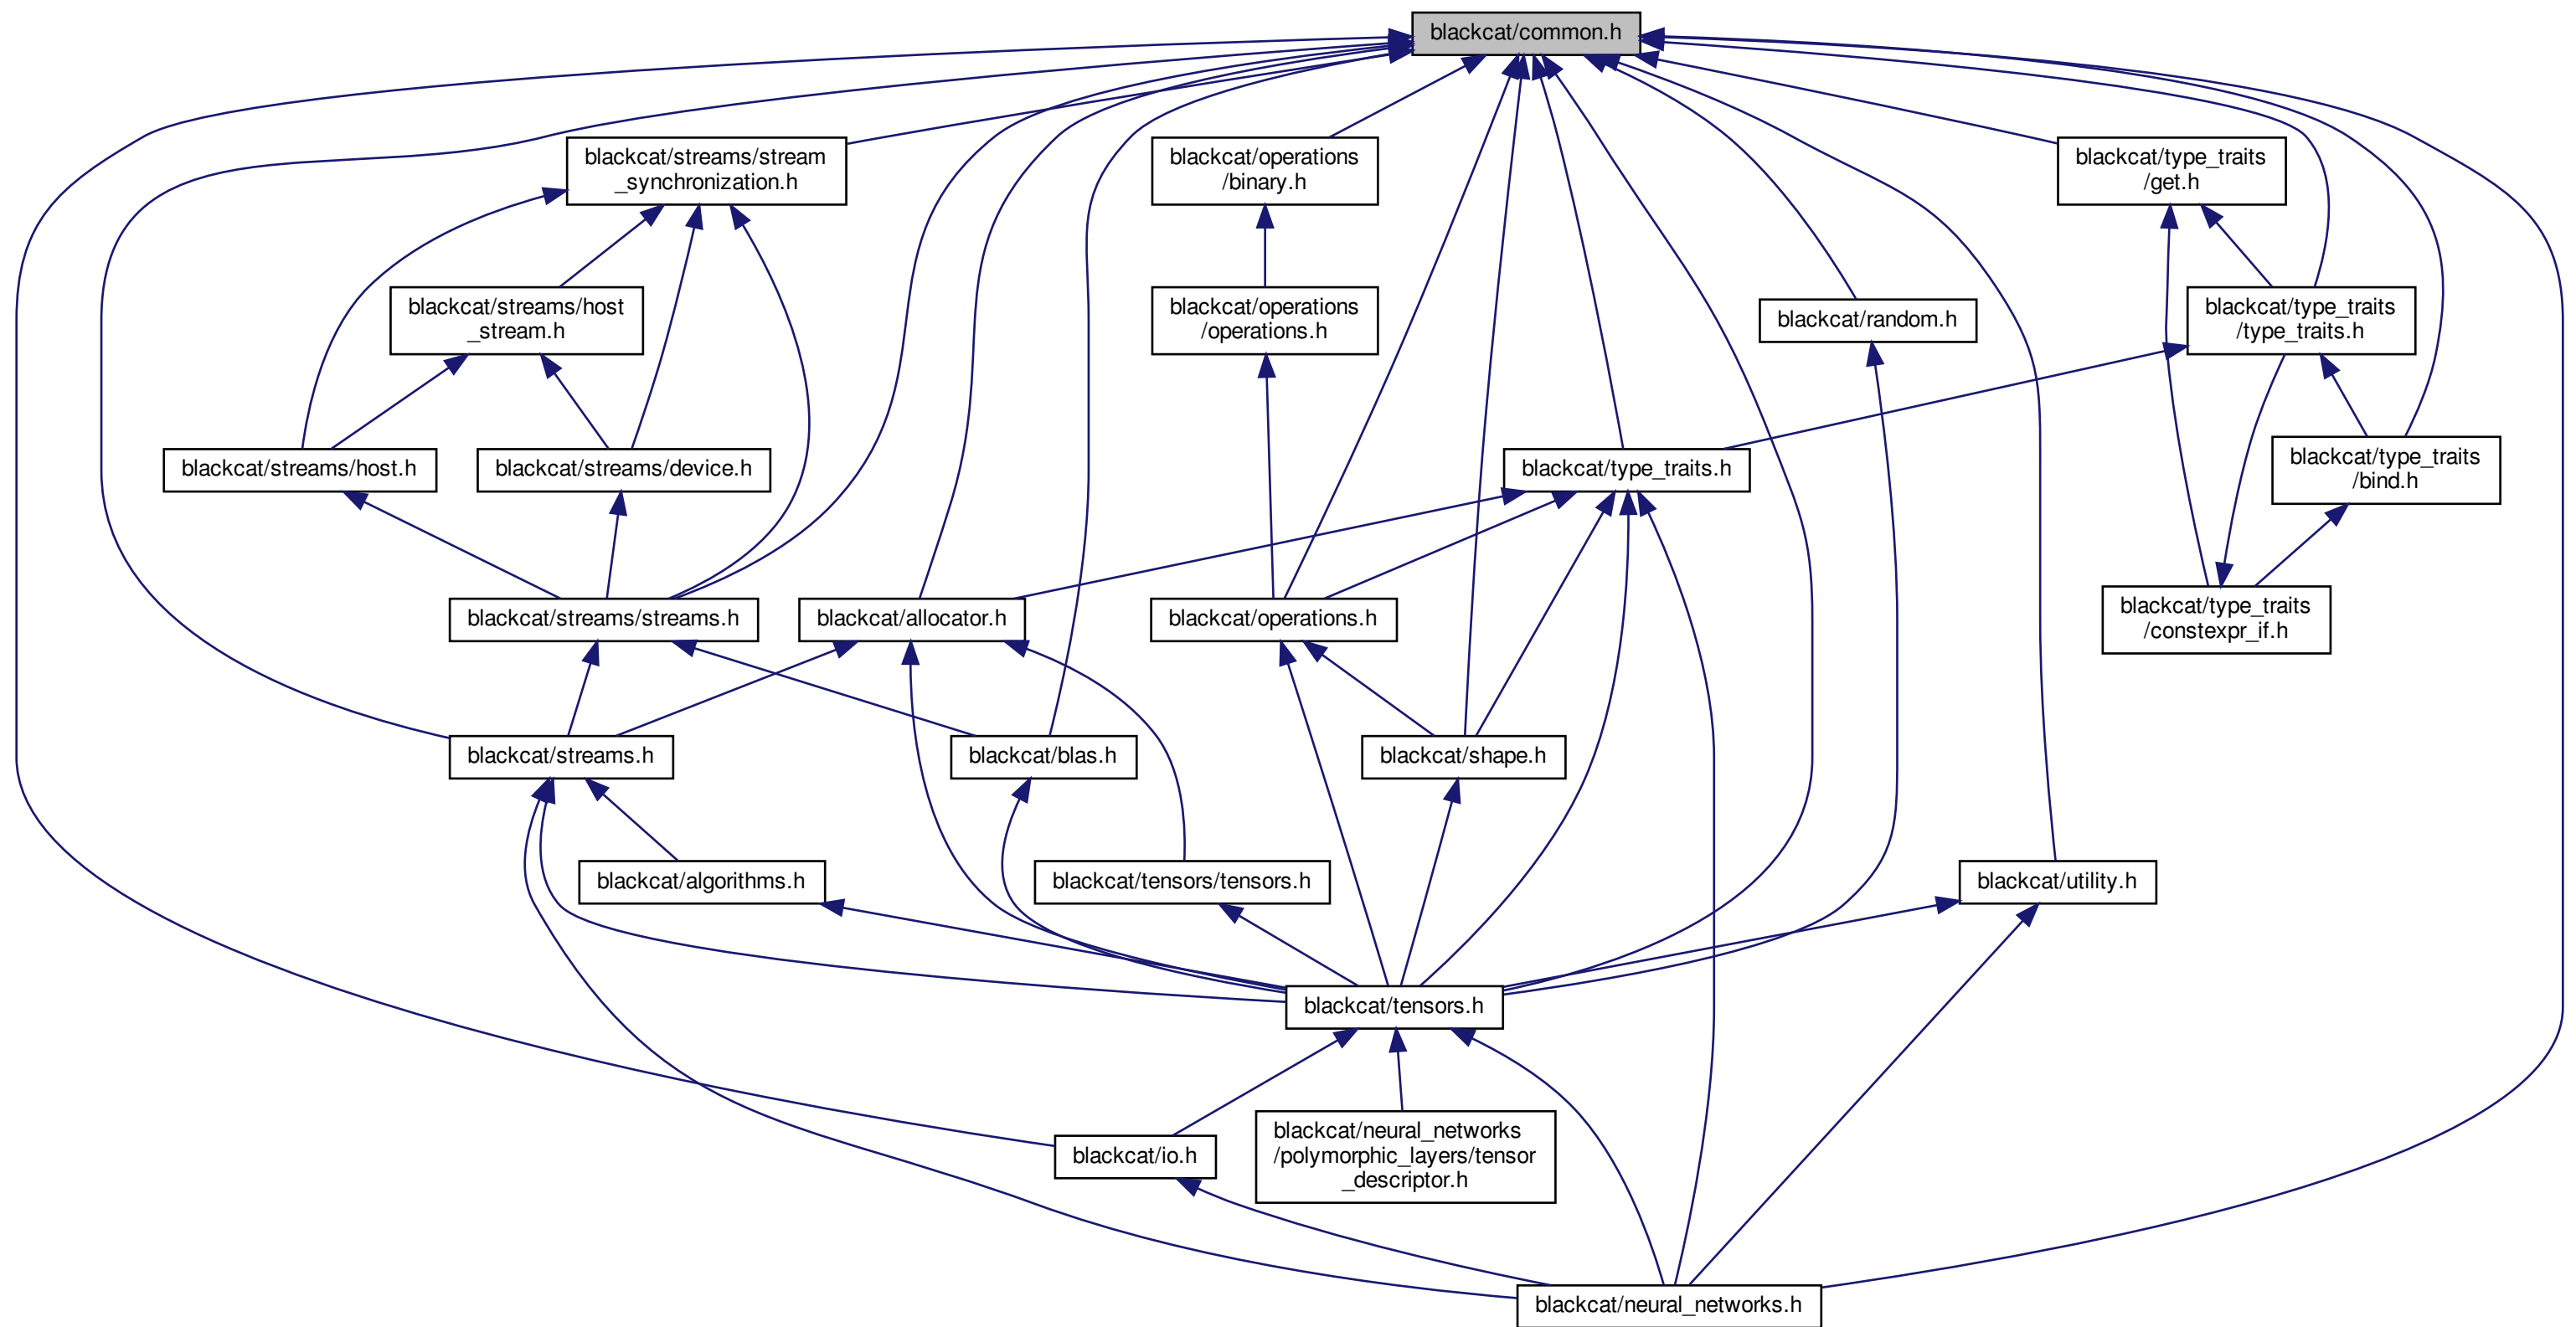 blackcat/common.h
blackcat/streams/stream
_synchronization.h
blackcat/operations
/binary.h
blackcat/type_traits
/get.h
blackcat/streams/host
_stream.h
blackcat/operations
/operations.h
blackcat/random.h
blackcat/type_traits
/type_traits.h
blackcat/streams/host.h
blackcat/streams/device.h
blackcat/type_traits.h
blackcat/type_traits
/bind.h
blackcat/streams/streams.h
blackcat/allocator.h
blackcat/operations.h
blackcat/type_traits
/constexpr_if.h
blackcat/streams.h
blackcat/blas.h
blackcat/shape.h
blackcat/algorithms.h
blackcat/tensors/tensors.h
blackcat/utility.h
blackcat/tensors.h
blackcat/io.h
blackcat/neural_networks
/polymorphic_layers/tensor
_descriptor.h
blackcat/neural_networks.h